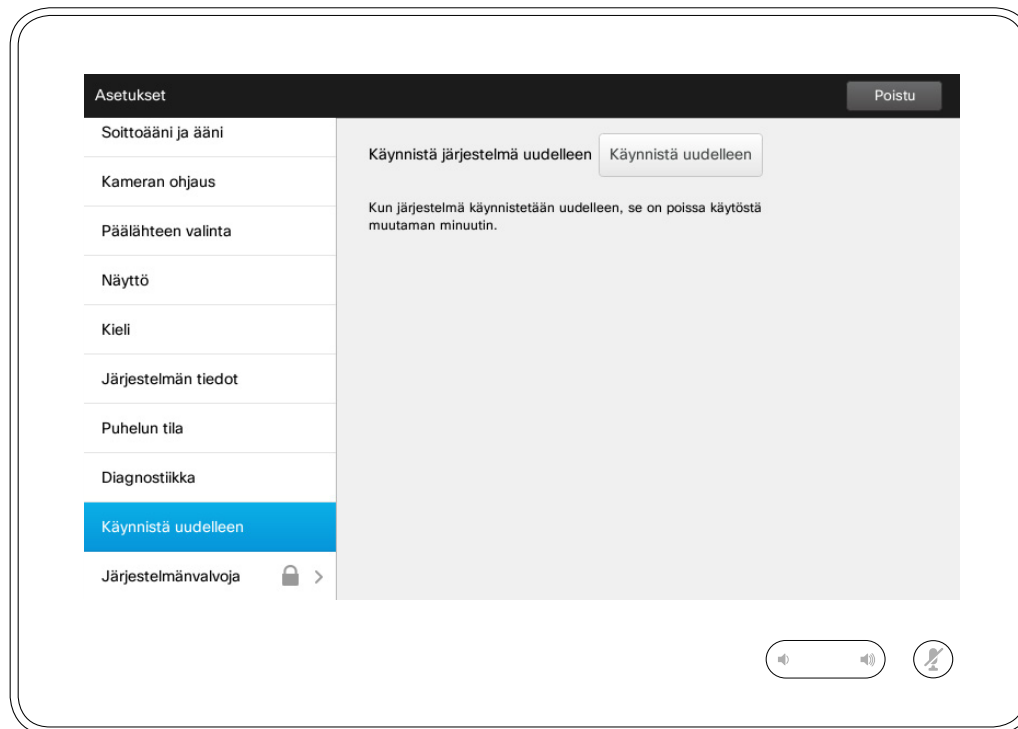 Asetukset
Poistu
Soittoääni ja ääni
Kameran ohjaus
Päälähteen valinta
Näyttö
Kieli
Järjestelmän tiedot
Puhelun tila
Diagnostiikka
Käynnistä uudelleen
Järjestelmänvalvoja
Käynnistä järjestelmä uudelleen
Käynnistä uudelleen
Kun järjestelmä käynnistetään uudelleen, se on poissa käytöstä
muutaman minuutin.